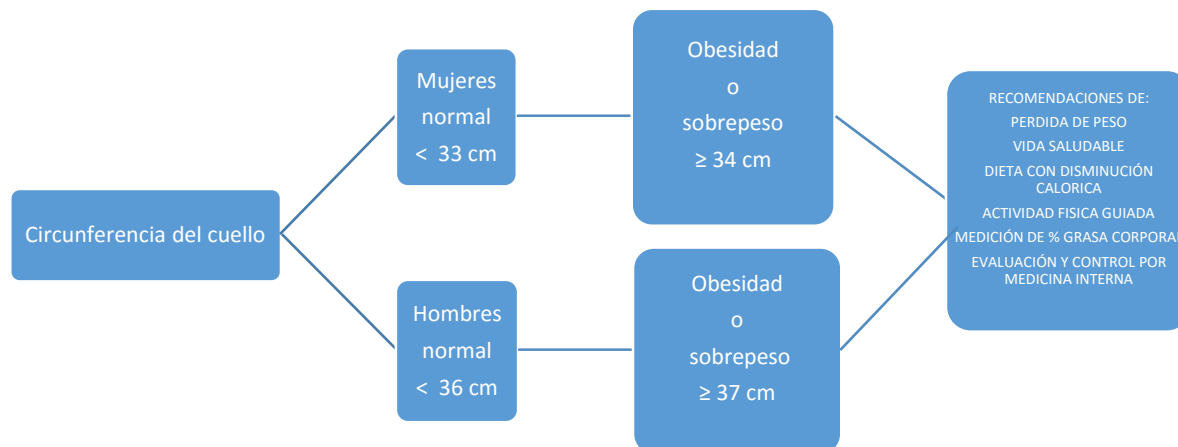 Circunferencia del cuello
Mujeres
normal
< 33 cm
Obesidad
o
sobrepeso
≥ 34 cm
Hombres
normal
< 36 cm
Obesidad
o
sobrepeso
≥ 37 cm
RECOMENDACIONES DE:
PERDIDA DE PESO
VIDA SALUDABLE
DIETA CON DISMINUCIÓN
CALORICA
ACTIVIDAD FISICA GUIADA
MEDICIÓN DE % GRASA CORPORAL
EVALUACIÓN Y CONTROL POR
MEDICINA INTERNA